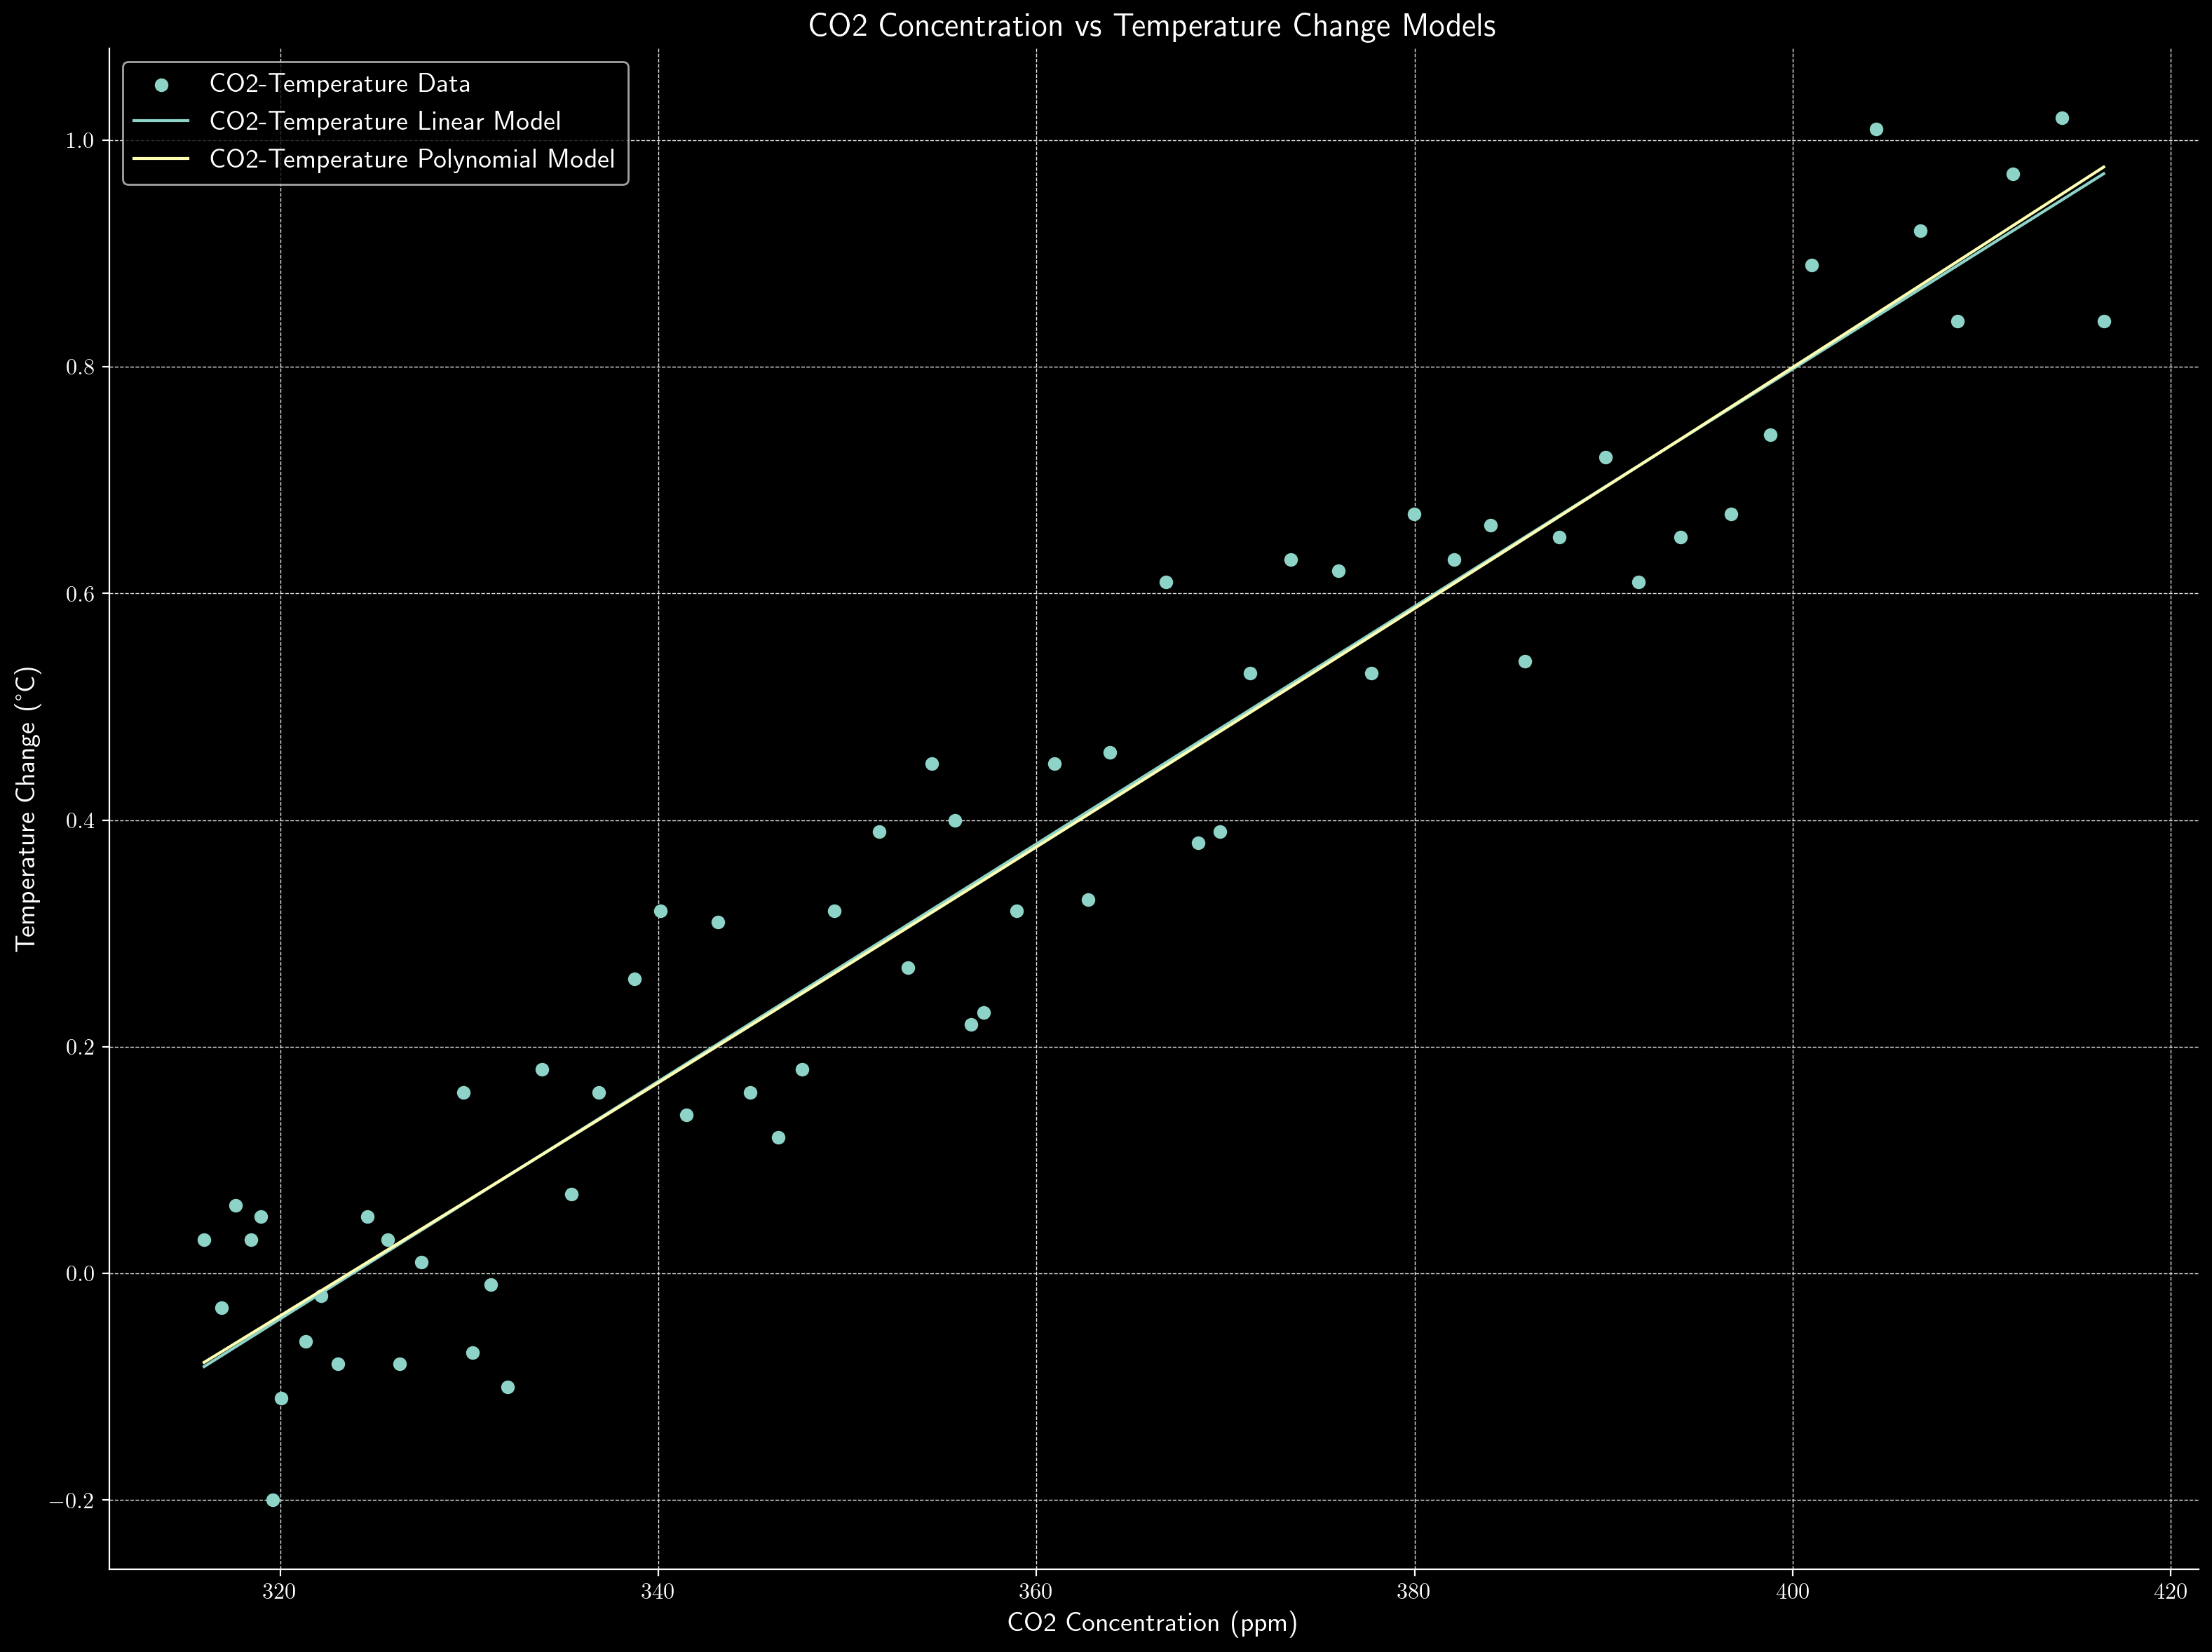 CO2 Concentration vs Temperature Change Models
CO2-Temperature Data
CO2-Temperature Linear Model
CO2-Temperature Polynomial Model
1.0
0.8
0.6
0.4
0.2
0.0
−0.2
Temperature Change (°C)
320 340 360 380 400 420
CO2 Concentration (ppm)